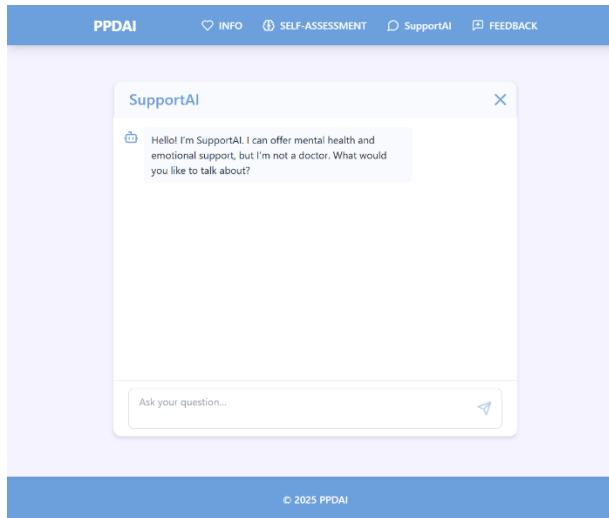 PPDAI
INFO
SELF-ASSESSMENT
SupportAI
FEEDBACK
SupportAI
Hello! I'm SupportAI. I can offer mental health and
emotional support, but I'm not a doctor. What would
you like to talk about?
Ask your question...
© 2025 PPDAI